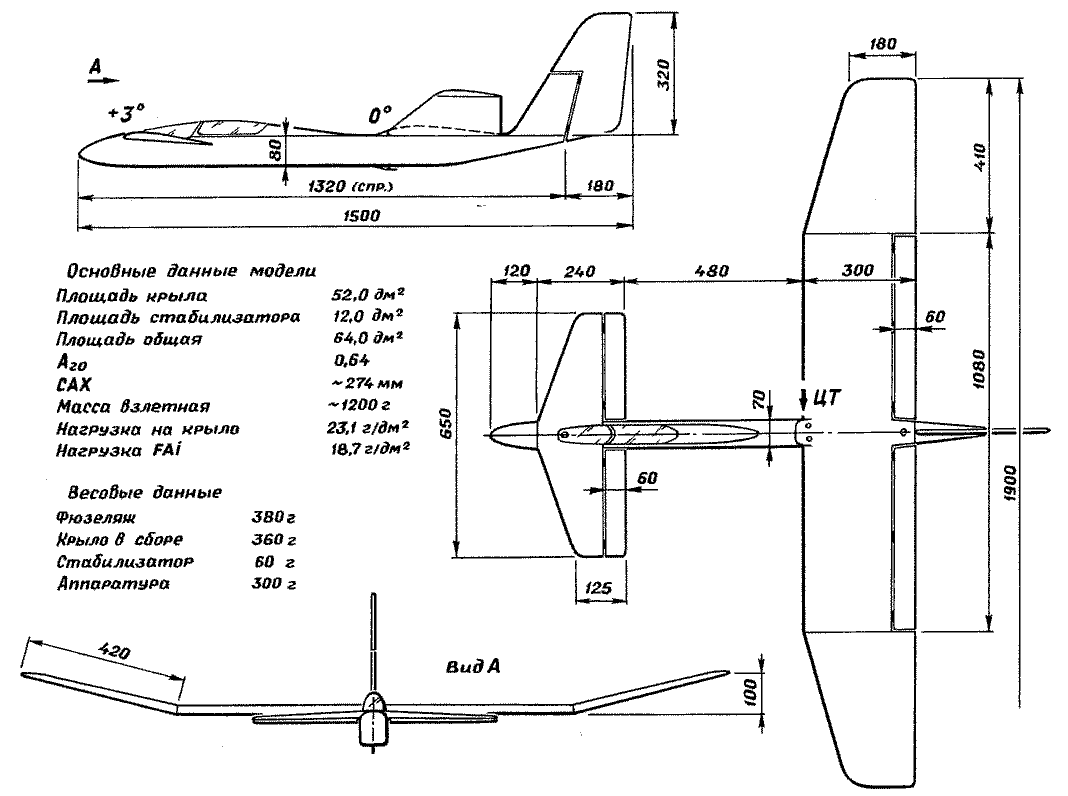 А
+3°
0°
80
320
1320 (СПР.)
180
1500
180
410
1080
1900
120
240
480
300
60
650
70
ЦТ
60
125
Основные данные модели
Площадь крыла 52,0 дм²
Площадь стабилизатора 12,0 дм²
Площадь общая 64,0 дм²
Аго 0,64
САХ ~274 мм
Масса взлетная ~1200 г
Нагрузка на крыло 23,1 г/дм²
Нагрузка FAi 18,7 г/дм²
Весовые данные
Фюзеляж 380 г
Крыло в сборе 360 г
Стабилизатор 60 г
Аппаратура 300 г
420
Вид А
100